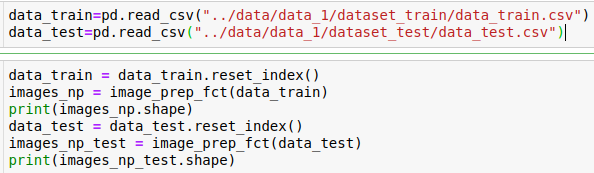 data_train=pd.read_csv("../data/data_1/dataset_train/data_train.csv")
data_test=pd.read_csv("../data/data_1/dataset_test/data_test.csv")
data_train = data_train.reset_index()
images_np = image_prep_fct(data_train)
print(images_np.shape)
data_test = data_test.reset_index()
images_np_test = image_prep_fct(data_test)
print(images_np_test.shape)